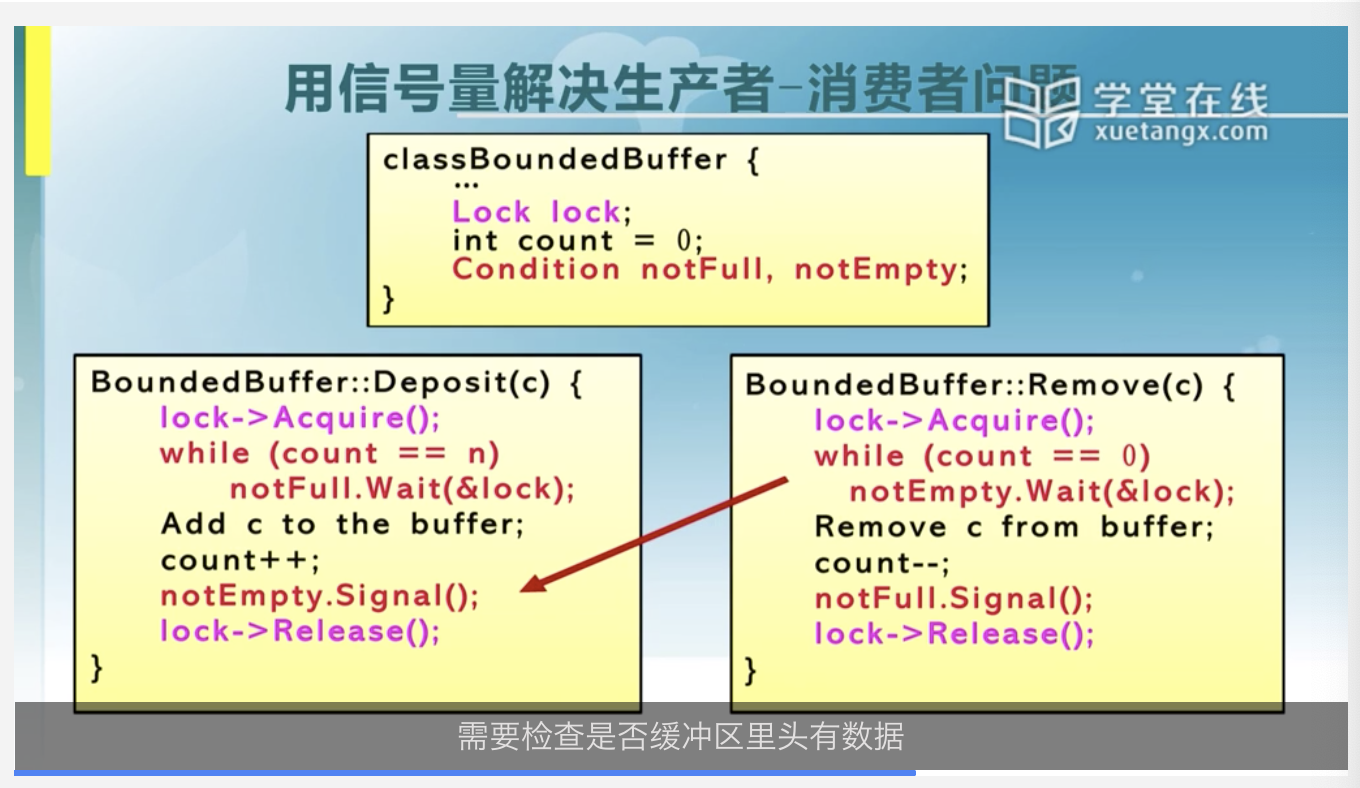 用信号量解决生产者-消费者问题
学堂在线
xuetangx.com
classBoundedBuffer {
...
Lock lock;
int count = 0;
Condition notFull, notEmpty;
}
BoundedBuffer::Deposit(c) {
lock->Acquire();
while (count == n)
notFull.Wait(&lock);
Add c to the buffer;
count++;
notEmpty.Signal();
lock->Release();
}
BoundedBuffer::Remove(c) {
lock->Acquire();
while (count == 0)
notEmpty.Wait(&lock);
Remove c from buffer;
count--;
notFull.Signal();
lock->Release();
}
需要检查是否缓冲区里头有数据